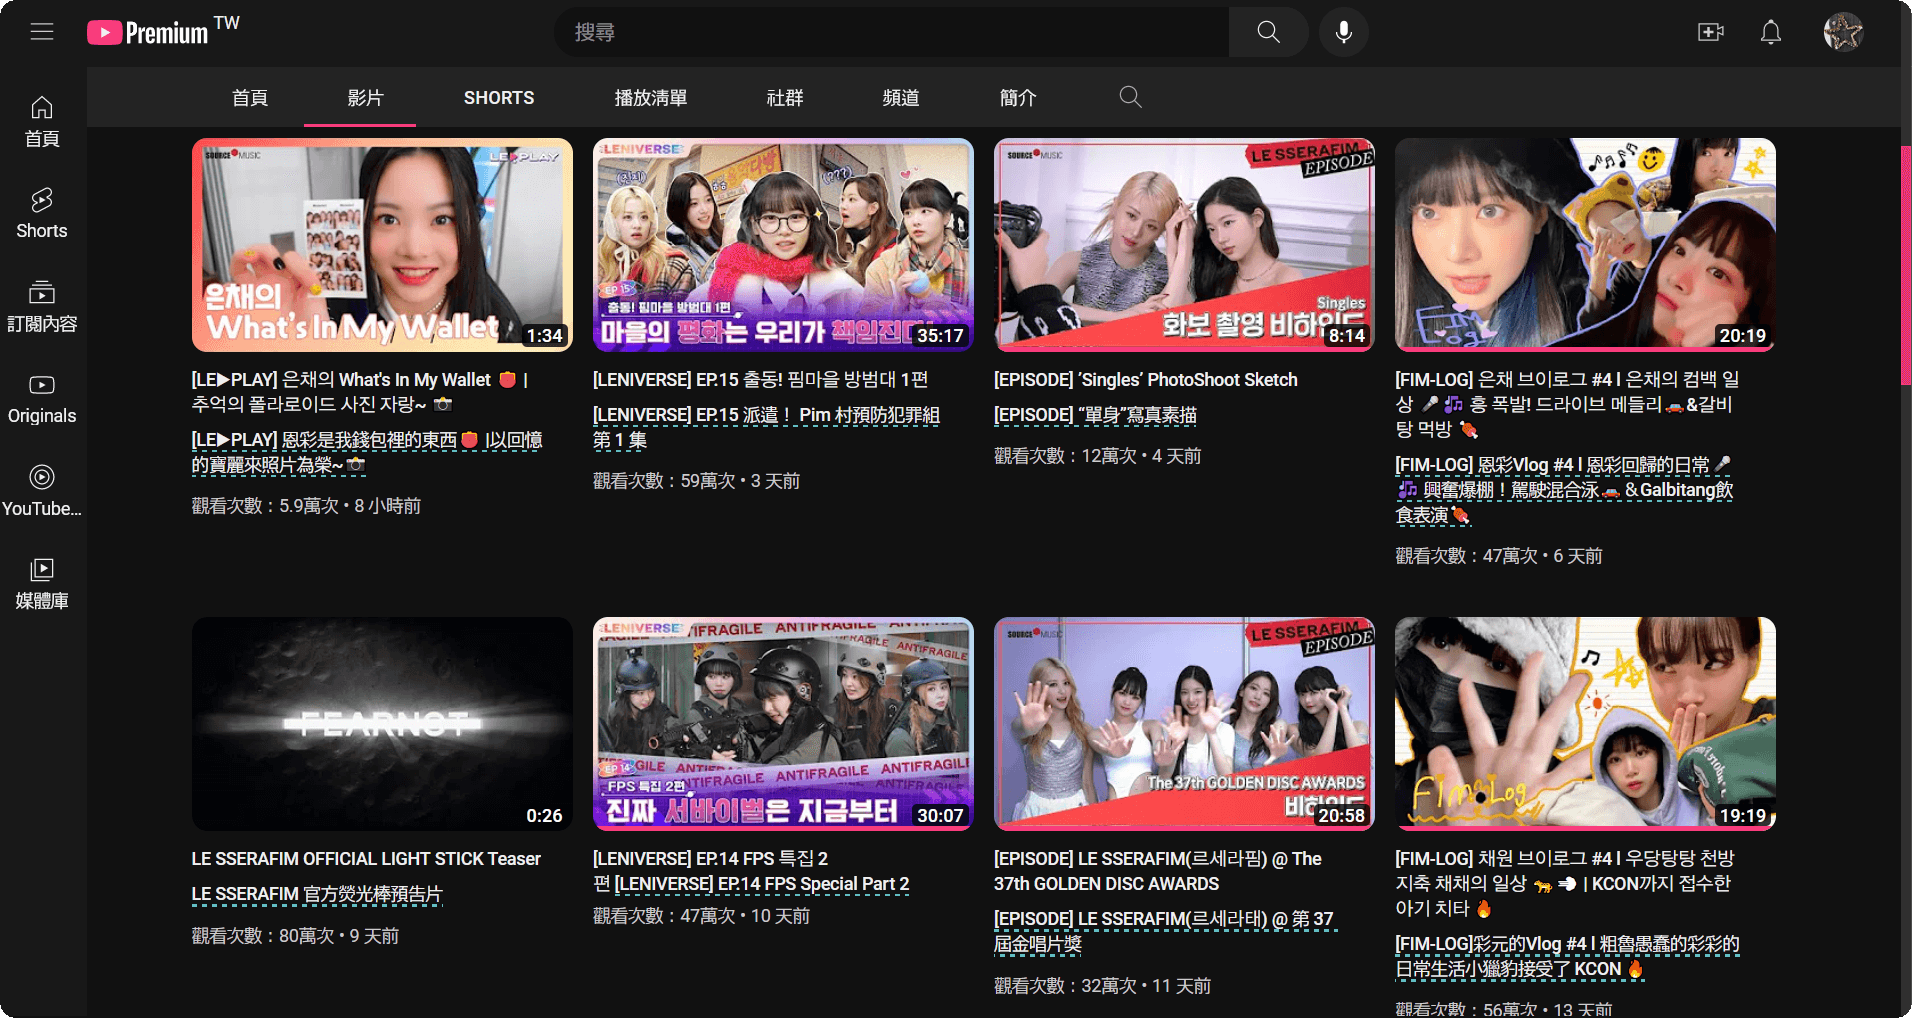 Premium TW
搜尋
首頁
影片
SHORTS
播放清單
社群
頻道
簡介
首頁
Shorts
訂閱內容
Originals
YouTube...
媒體庫
SOURCE MUSIC
LE▶PLAY
은채의
What's In My Wallet
1:34
[LE▶PLAY] 은채의 What's In My Wallet 👛 |
추억의 폴라로이드 사진 자랑~ 📸
[LE▶PLAY] 恩彩是我錢包裡的東西👛 |以回憶
的寶麗來照片為榮~📸
觀看次數：5.9萬次 • 8 小時前
LENIVERSE
EP 15
출동! 핌마을 방범대 1편
마을의 평화는 우리가 책임진다!
35:17
[LENIVERSE] EP.15 출동! 핌마을 방범대 1편
[LENIVERSE] EP.15 派遣！ Pim 村預防犯罪組
第 1 集
觀看次數：59萬次 • 3 天前
SOURCE MUSIC
LE SSERAFIM
EPISODE
Singles
화보 촬영 비하인드
8:14
[EPISODE] ’Singles’ PhotoShoot Sketch
[EPISODE] “單身”寫真素描
觀看次數：12萬次 • 4 天前
Fim
Log
20:19
[FIM-LOG] 은채 브이로그 #4 l 은채의 컴백 일
상 🎤🎶 흥 폭발! 드라이브 메들리🚗&갈비
탕 먹방 🍖
[FIM-LOG] 恩彩Vlog #4 l 恩彩回歸的日常🎤
🎶 興奮爆棚！駕駛混合泳🚗 ＆Galbitang飲
食表演🍖
觀看次數：47萬次 • 6 天前
FEARNOT
0:26
LE SSERAFIM OFFICIAL LIGHT STICK Teaser
LE SSERAFIM 官方熒光棒預告片
觀看次數：80萬次 • 9 天前
LENIVERSE
ANTIFRAGILE
EP 14
FPS 특집 2편
진짜 서바이벌은 지금부터
30:07
[LENIVERSE] EP.14 FPS 특집 2
편 [LENIVERSE] EP.14 FPS Special Part 2
觀看次數：47萬次 • 10 天前
SOURCE MUSIC
LE SSERAFIM
EPISODE
The 37th GOLDEN DISC AWARDS
비하인드
20:58
[EPISODE] LE SSERAFIM(르세라핌) @ The
37th GOLDEN DISC AWARDS
[EPISODE] LE SSERAFIM(르세라태) @ 第 37
屆金唱片獎
觀看次數：32萬次 • 11 天前
Fim Log
19:19
[FIM-LOG] 채원 브이로그 #4 l 우당탕탕 천방
지축 채채의 일상 🐆💨 | KCON까지 접수한
아기 치타 🔥
[FIM-LOG]彩元的Vlog #4 l 粗魯愚蠢的彩彩的
日常生活小獵豹接受了 KCON 🔥
觀看次數：56萬次 • 13 天前